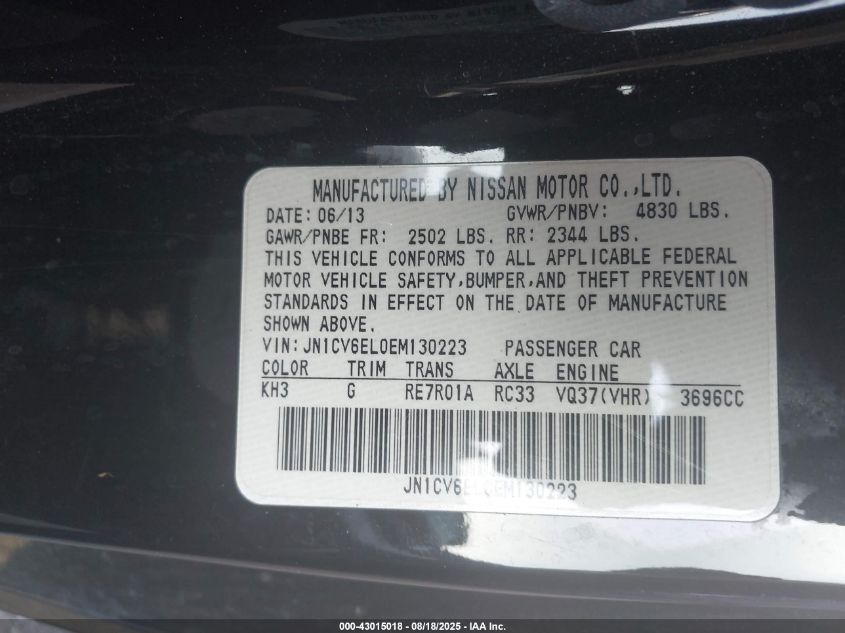 MANUFACTURED BY NISSAN MOTOR CO.,LTD.
DATE: 06/13 GVWR/PNBV: 4830 LBS.
GAWR/PNBE FR: 2502 LBS. RR: 2344 LBS.
THIS VEHICLE CONFORMS TO ALL APPLICABLE FEDERAL
MOTOR VEHICLE SAFETY,BUMPER,AND THEFT PREVENTION
STANDARDS IN EFFECT ON THE DATE OF MANUFACTURE
SHOWN ABOVE.
VIN:JN1CV6EL0EM130223 PASSENGER CAR
COLOR TRIM TRANS AXLE ENGINE
KH3 G RE7R01A RC33 VQ37(VHR) 3696CC
JN1CV6EL0EM130223
000-43015018 - 08/18/2025 - IAA Inc.